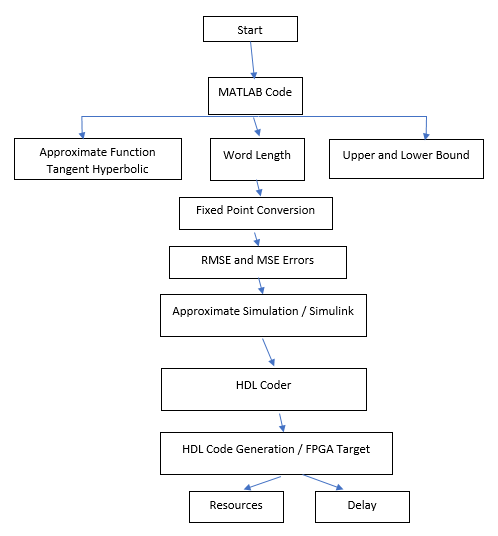 Start
MATLAB Code
Approximate Function
Tangent Hyperbolic
Word Length
Upper and Lower Bound
Fixed Point Conversion
RMSE and MSE Errors
Approximate Simulation / Simulink
HDL Coder
HDL Code Generation / FPGA Target
Resources
Delay